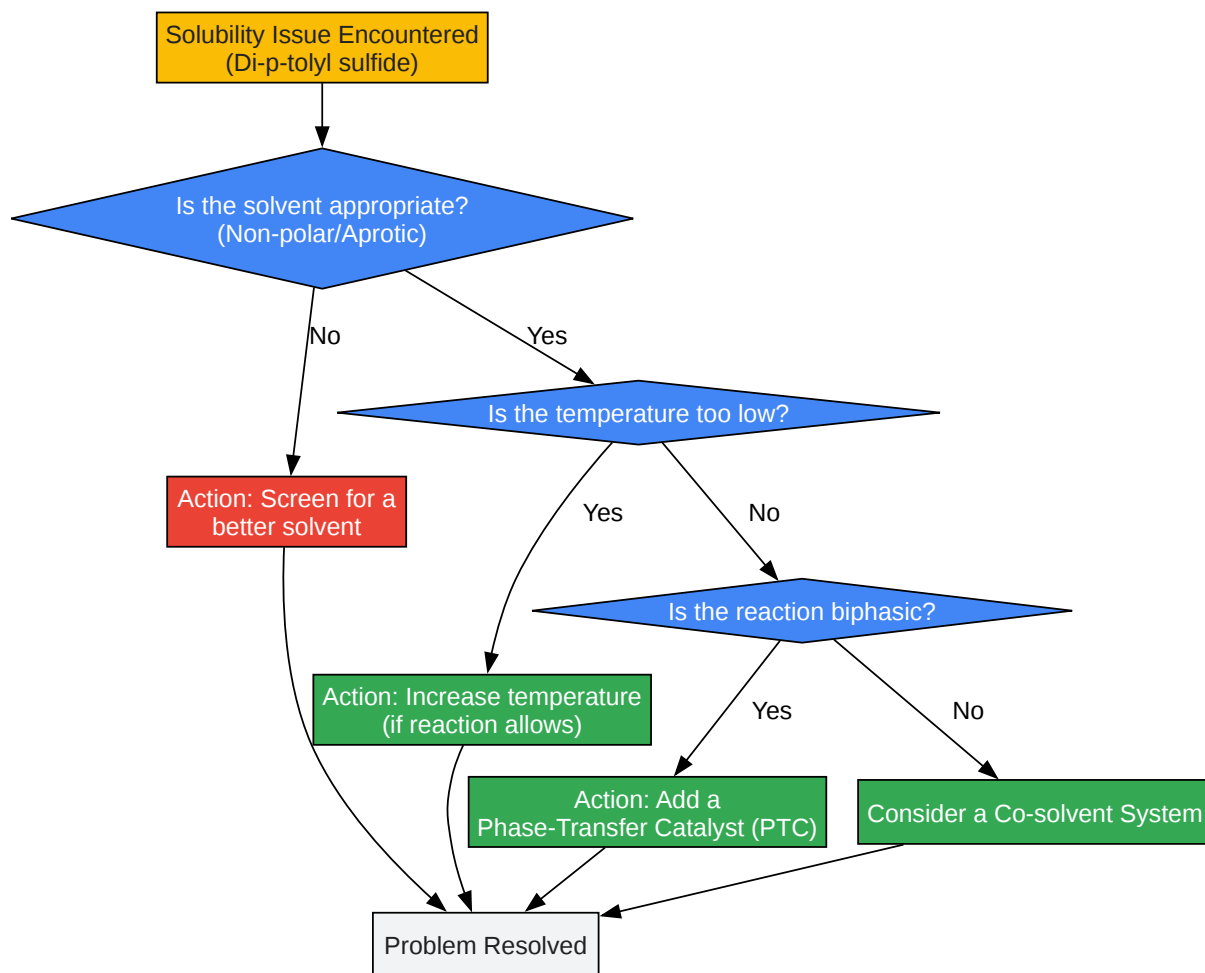 Solubility Issue Encountered
(Di-p-tolyl sulfide)
Is the solvent appropriate?
(Non-polar/Aprotic)
No
Yes
Is the temperature too low?
Action: Screen for a
better solvent
Yes
No
Is the reaction biphasic?
Action: Increase temperature
(if reaction allows)
Yes
No
Action: Add a
Phase-Transfer Catalyst (PTC)
Consider a Co-solvent System
Problem Resolved